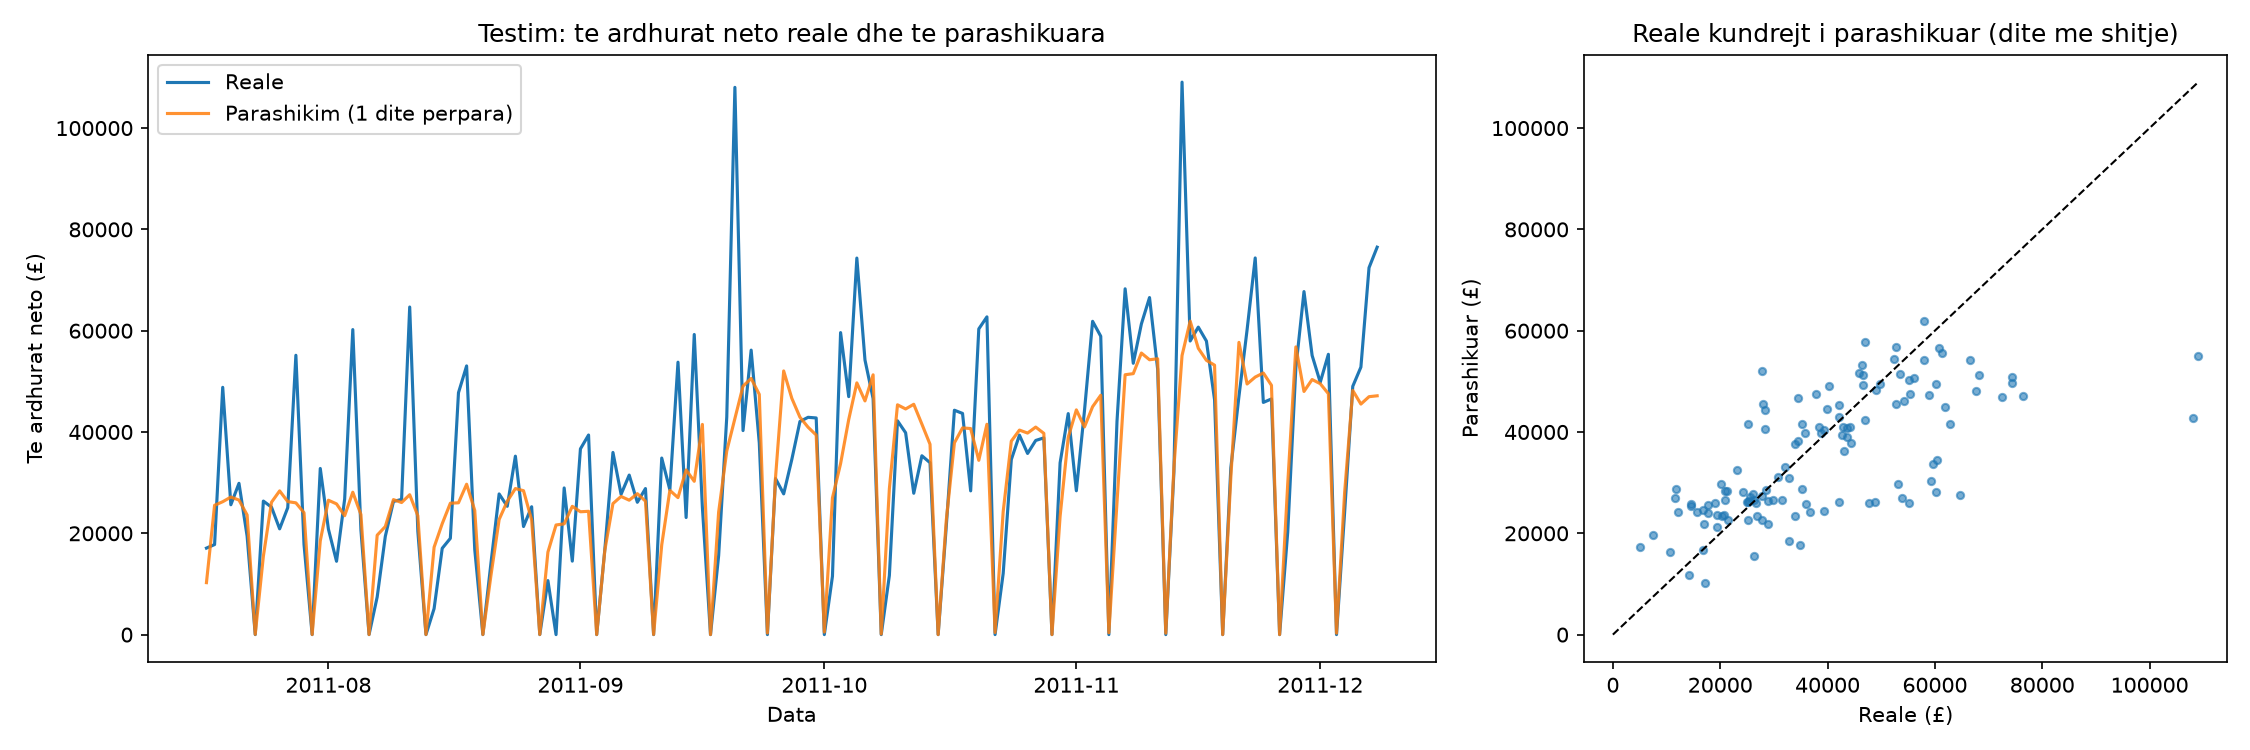 Testim: te ardhurat neto reale dhe te parashikuara
Reale
Parashikim (1 dite perpara)
Te ardhurat neto (£)
100000
80000
60000
40000
20000
0
2011-08
2011-09
2011-10
2011-11
2011-12
Data
Reale kundrejt i parashikuar (dite me shitje)
Parashikuar (£)
100000
80000
60000
40000
20000
0
0
20000
40000
60000
80000
100000
Reale (£)